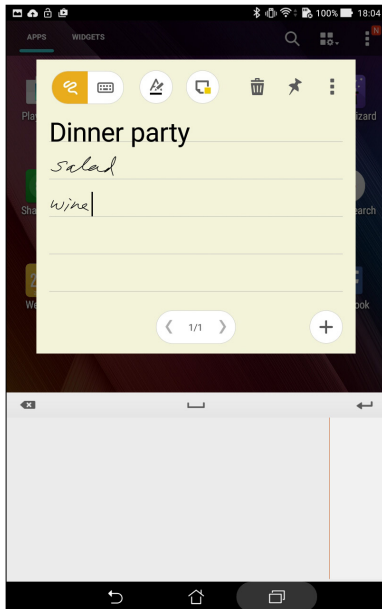 100% 18:04
APPS WIDGETS
N
Dinner party
salad
wine
1/1